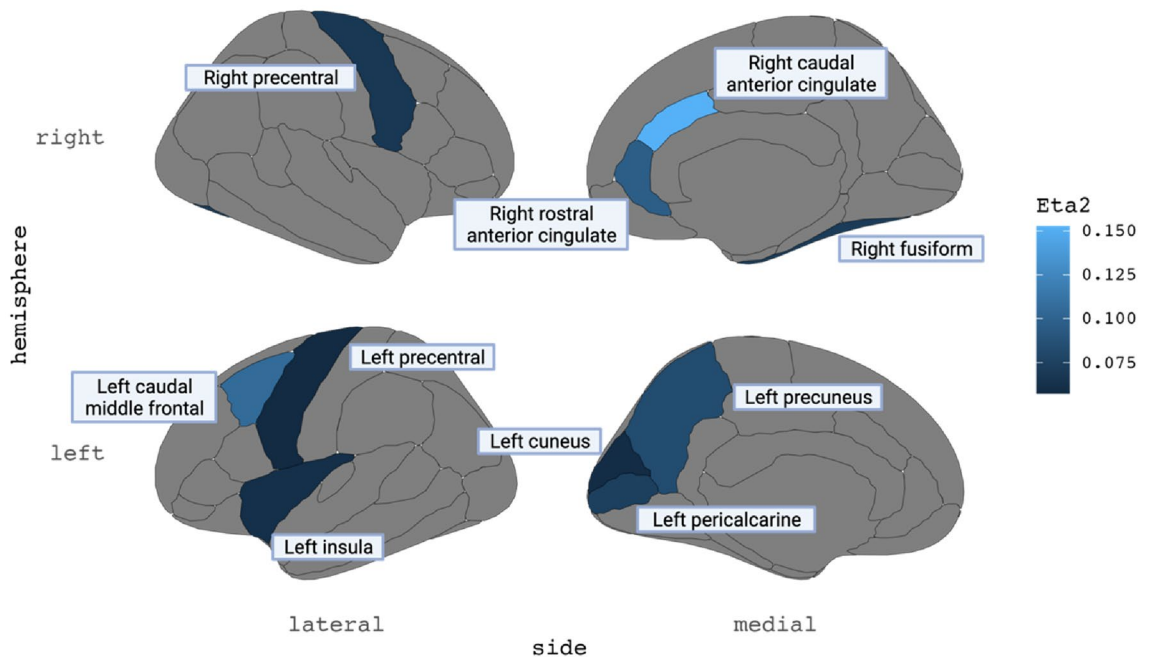 Right precentral
Right caudal
anterior cingulate
right
Right rostral
anterior cingulate
Right fusiform
Eta2
0.150
0.125
0.100
0.075
hemisphere
Left precentral
Left caudal
middle frontal
Left precuneus
Left cuneus
left
Left pericalcarine
Left insula
lateral
medial
side